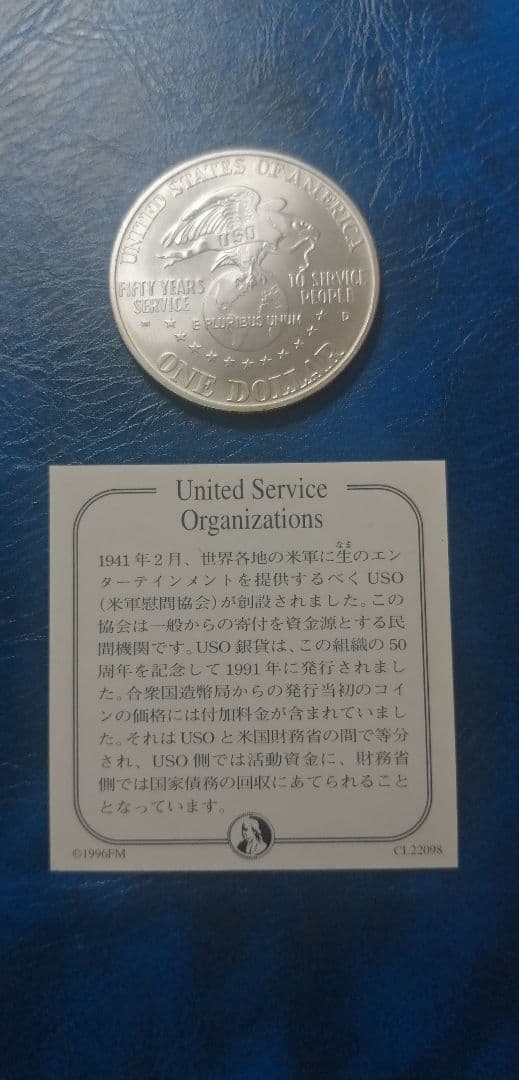 UNITED STATES OF AMERICA
USO
FIFTY YEARS
SERVICE
TO SERVICE
PEOPLE
E PLURIBUS UNUM
D
ONE DOLLAR
United Service
Organizations
1941年2月、世界各地の米軍に生のエン
なま
ターテインメントを提供するべくUSO
(米軍慰問協会)が創設されました。この
協会は一般からの寄付を資金源とする民
間機関です。USO銀貨は、この組織の50
周年を記念して1991年に発行されまし
た。合衆国造幣局からの発行当初のコイ
ンの価格には付加料金が含まれていまし
た。それはUSOと米国財務省の間で等分
され、USO側では活動資金に、財務省
側では国家債務の回収にあてられること
となっています。
©1996FM
CL22098